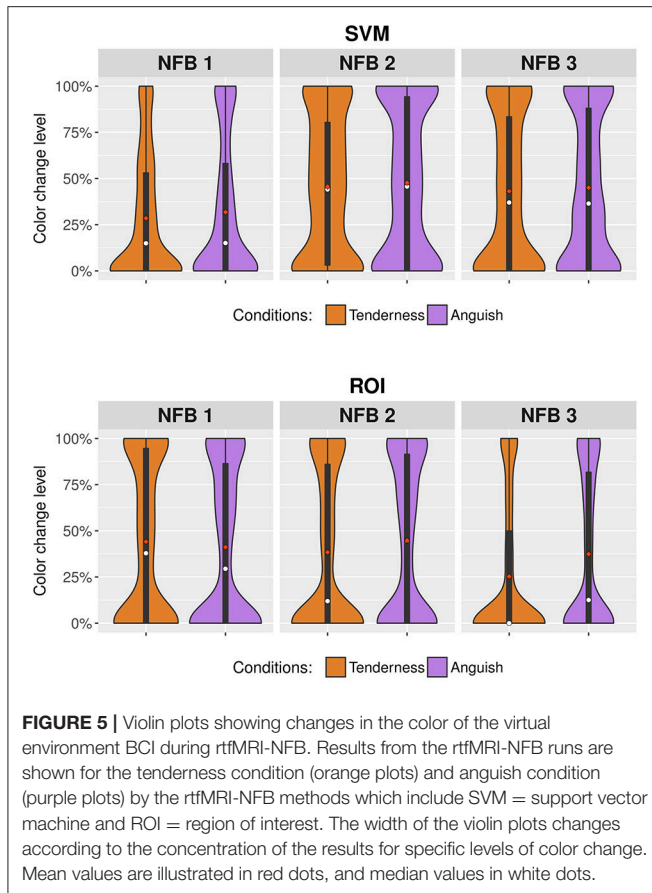 SVM
NFB 1 NFB 2 NFB 3
Color change level
100%
75%
50%
25%
0%
Conditions: Tenderness Anguish
ROI
NFB 1 NFB 2 NFB 3
Color change level
100%
75%
50%
25%
0%
Conditions: Tenderness Anguish
FIGURE 5 | Violin plots showing changes in the color of the virtual
environment BCI during rtfMRI-NFB. Results from the rtfMRI-NFB runs are
shown for the tenderness condition (orange plots) and anguish condition
(purple plots) by the rtfMRI-NFB methods which include SVM = support vector
machine and ROI = region of interest. The width of the violin plots changes
according to the concentration of the results for specific levels of color change.
Mean values are illustrated in red dots, and median values in white dots.